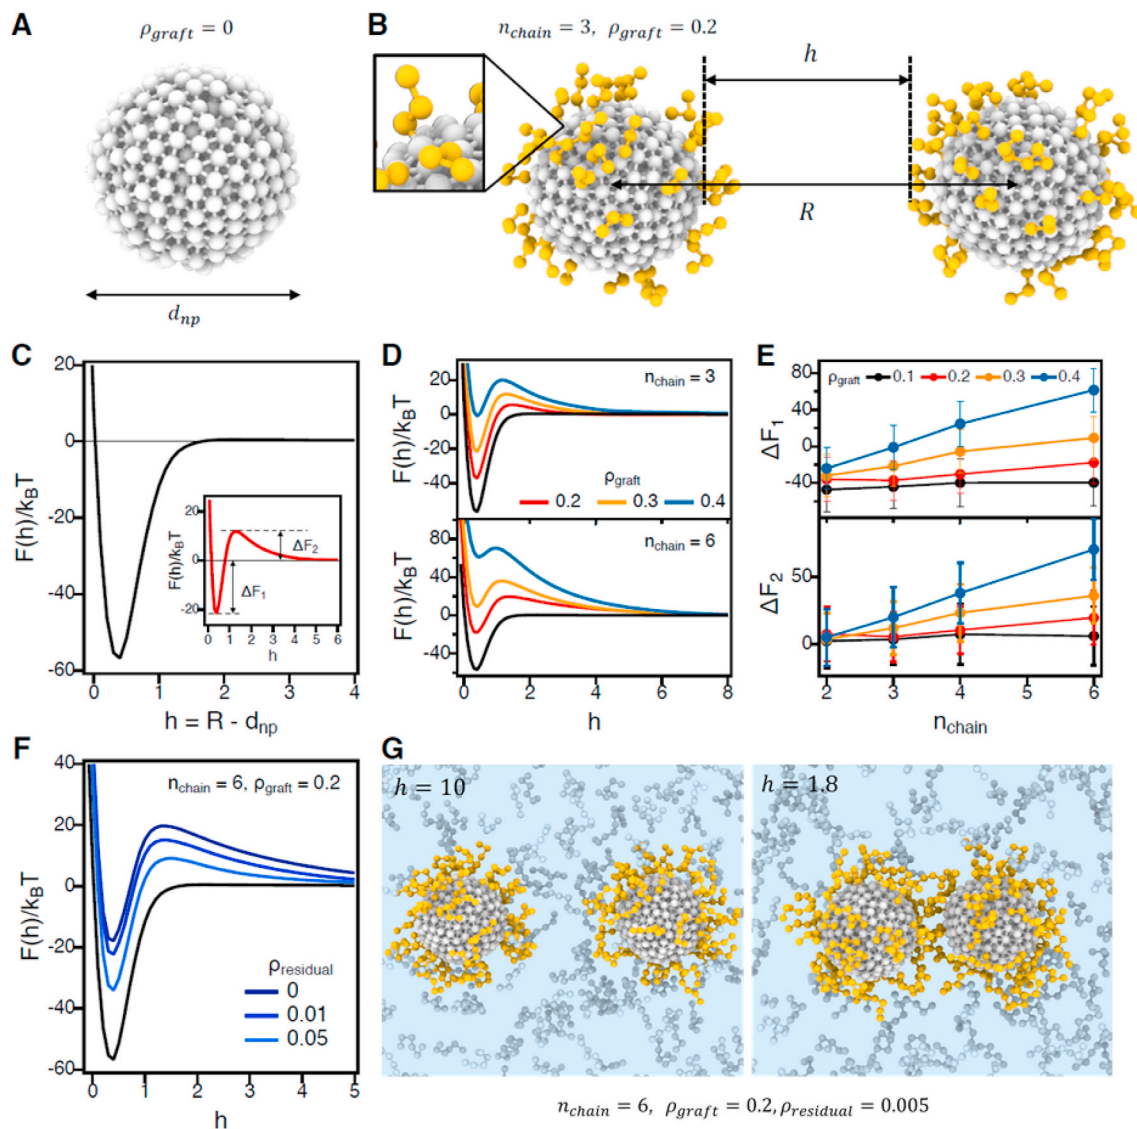 A
ρgraft = 0
dnp
B
nchain = 3, ρgraft = 0.2
h
R
C
20
0
-20
-40
-60
F(h)/kBT
0 1 2 3 4
h = R - dnp
20
0
-20
F(h)/kBT
ΔF1
ΔF2
0 1 2 3 4 5 6
h
D
nchain = 3
20
0
-40
F(h)/kBT
ρgraft
0.2 0.3 0.4
nchain = 6
80
40
0
-40
F(h)/kBT
0 2 4 6 8
h
E
ρgraft 0.1 0.2 0.3 0.4
80
40
0
-40
ΔF1
50
0
ΔF2
2 3 4 6
nchain
F
nchain = 6, ρgraft = 0.2
40
20
0
-20
-40
-60
F(h)/kBT
ρresidual
0
0.01
0.05
0 1 2 3 4 5
h
G
h = 10
h = 1.8
nchain = 6, ρgraft = 0.2, ρresidual = 0.005